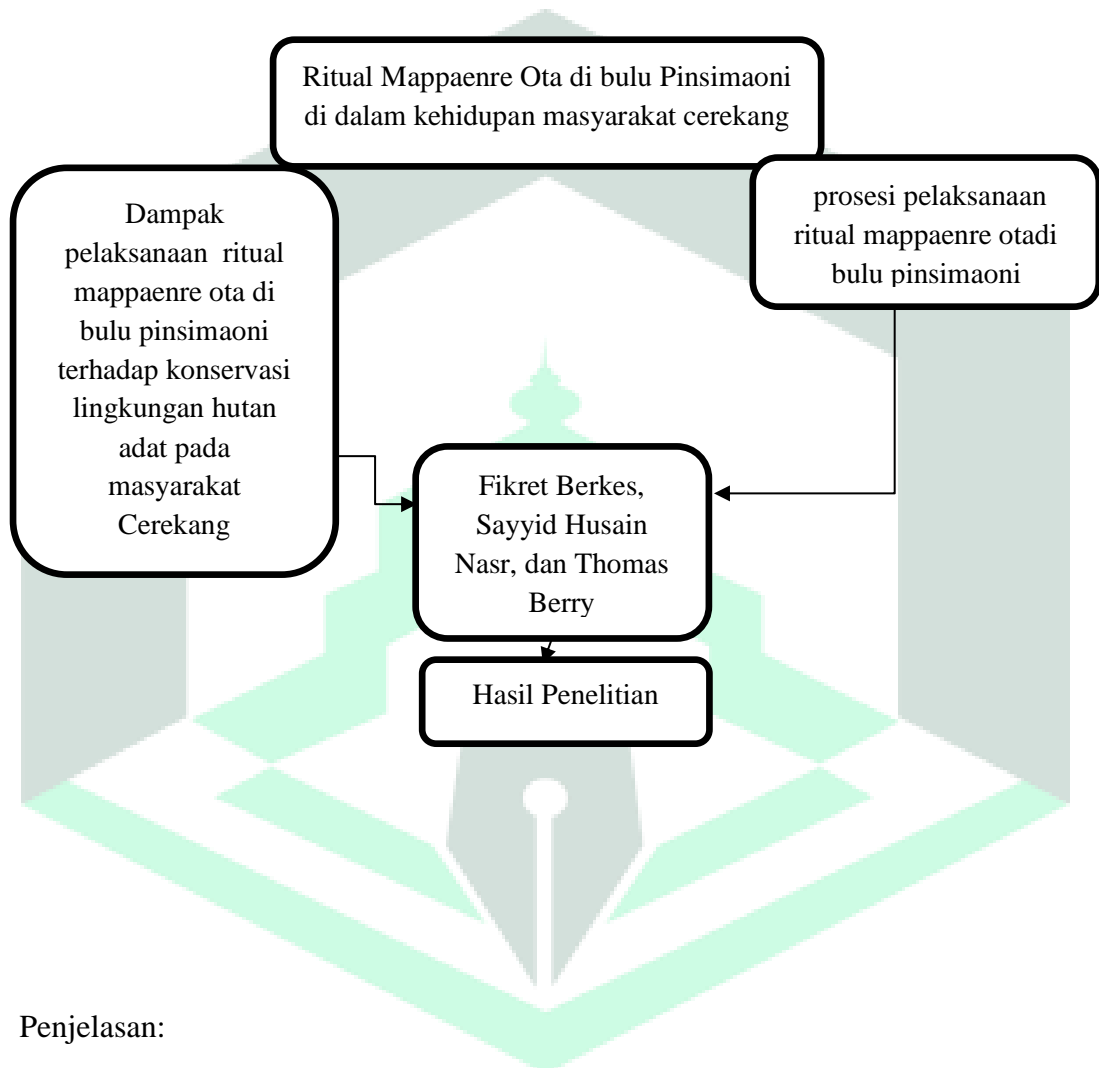 Ritual Mappaenre Ota di bulu Pinsimaoni
di dalam kehidupan masyarakat cerekang
Dampak
pelaksanaan ritual
mappaenre ota di
bulu pinsimaoni
terhadap konservasi
lingkungan hutan
adat pada
masyarakat
Cerekang
prosesi pelaksanaan
ritual mappaenre otadi
bulu pinsimaoni
Fikret Berkes,
Sayyid Husain
Nasr, dan Thomas
Berry
Hasil Penelitian
Penjelasan: